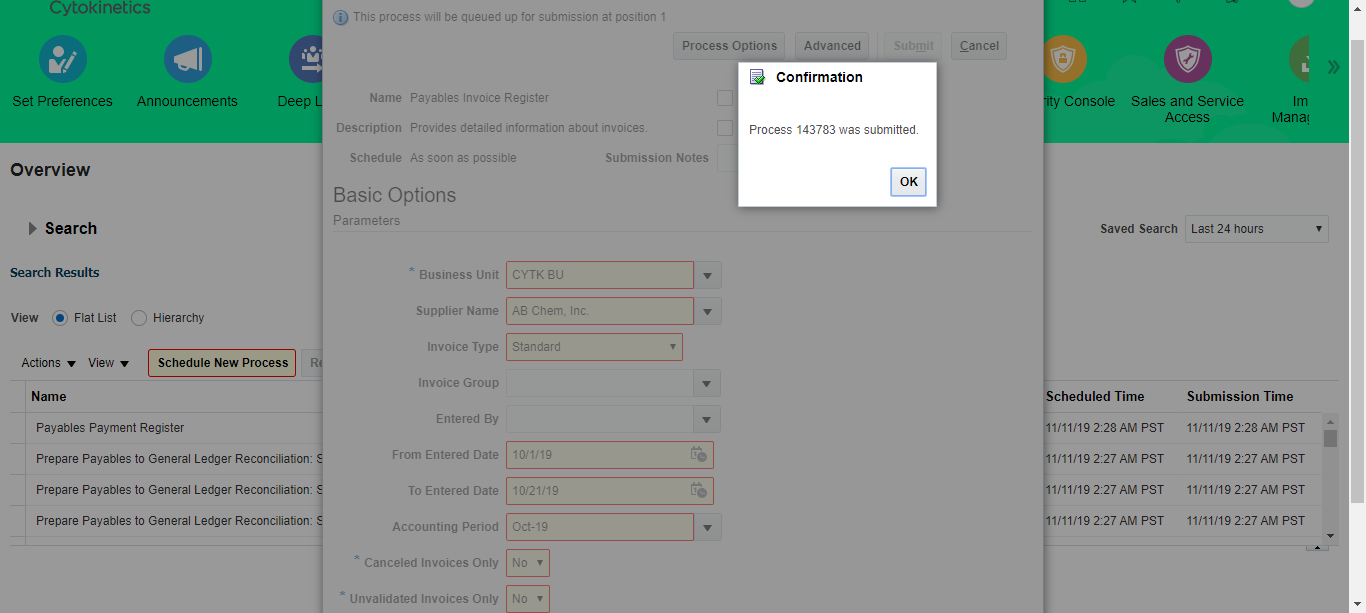 Cytokinetics
This process will be queued up for submission at position 1
Process Options Advanced Submit Cancel
Set Preferences Announcements Deep L
rity Console Sales and Service Access Im Manag
Confirmation
Process 143783 was submitted.
OK
Name Payables Invoice Register
Description Provides detailed information about invoices.
Schedule As soon as possible Submission Notes
Basic Options
Parameters
Overview
Search
Saved Search Last 24 hours
Search Results
View Flat List Hierarchy
Actions View Schedule New Process Re
* Business Unit CYTK BU
Supplier Name AB Chem, Inc.
Invoice Type Standard
Invoice Group
Entered By
From Entered Date 10/1/19
To Entered Date 10/21/19
Accounting Period Oct-19
* Canceled Invoices Only No
* Unvalidated Invoices Only No
Name Scheduled Time Submission Time
Payables Payment Register 11/11/19 2:28 AM PST 11/11/19 2:28 AM PST
Prepare Payables to General Ledger Reconciliation: S 11/11/19 2:27 AM PST 11/11/19 2:27 AM PST
Prepare Payables to General Ledger Reconciliation: S 11/11/19 2:27 AM PST 11/11/19 2:27 AM PST
Prepare Payables to General Ledger Reconciliation: S 11/11/19 2:27 AM PST 11/11/19 2:27 AM PST